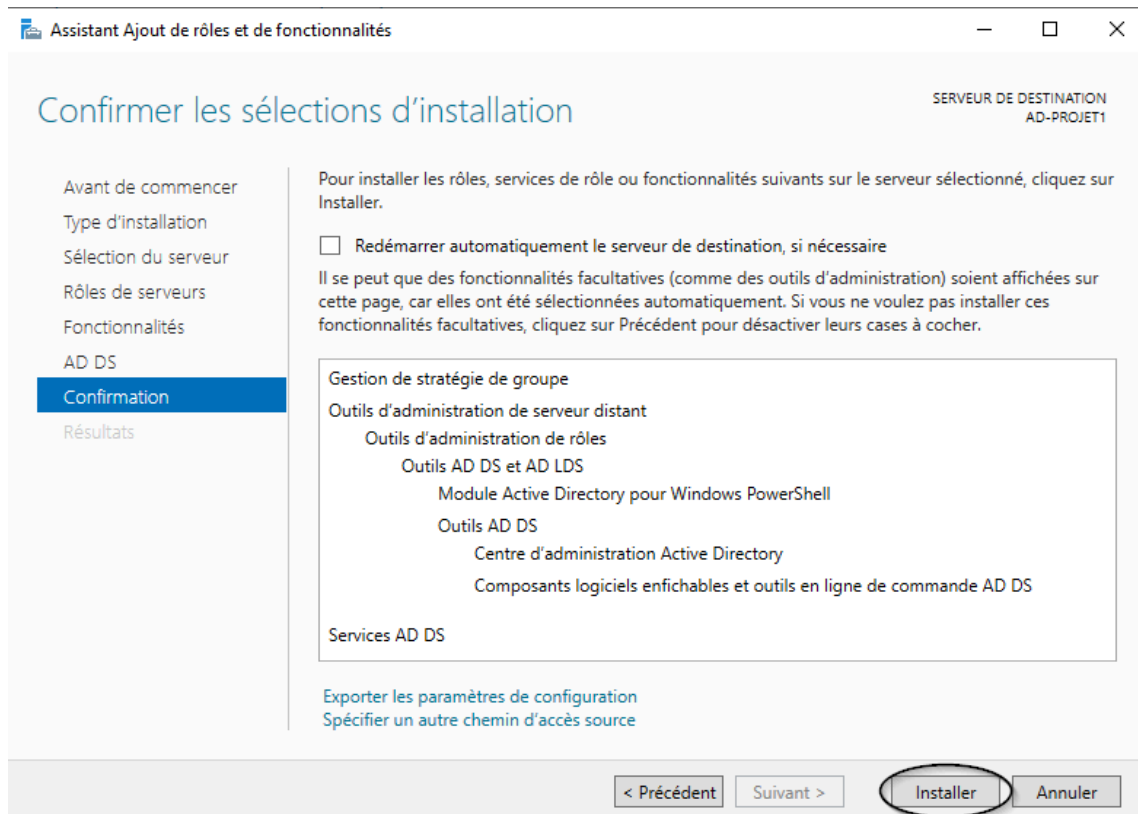 Assistant Ajout de rôles et de fonctionnalités
Confirmer les sélections d'installation
SERVEUR DE DESTINATION
AD-PROJET1
Avant de commencer
Type d'installation
Sélection du serveur
Rôles de serveurs
Fonctionnalités
AD DS
Confirmation
Résultats
Pour installer les rôles, services de rôle ou fonctionnalités suivants sur le serveur sélectionné, cliquez sur
Installer.
Redémarrer automatiquement le serveur de destination, si nécessaire
Il se peut que des fonctionnalités facultatives (comme des outils d'administration) soient affichées sur
cette page, car elles ont été sélectionnées automatiquement. Si vous ne voulez pas installer ces
fonctionnalités facultatives, cliquez sur Précédent pour désactiver leurs cases à cocher.
Gestion de stratégie de groupe
Outils d'administration de serveur distant
Outils d'administration de rôles
Outils AD DS et AD LDS
Module Active Directory pour Windows PowerShell
Outils AD DS
Centre d'administration Active Directory
Composants logiciels enfichables et outils en ligne de commande AD DS
Services AD DS
Exporter les paramètres de configuration
Spécifier un autre chemin d'accès source
< Précédent
Suivant >
Installer
Annuler